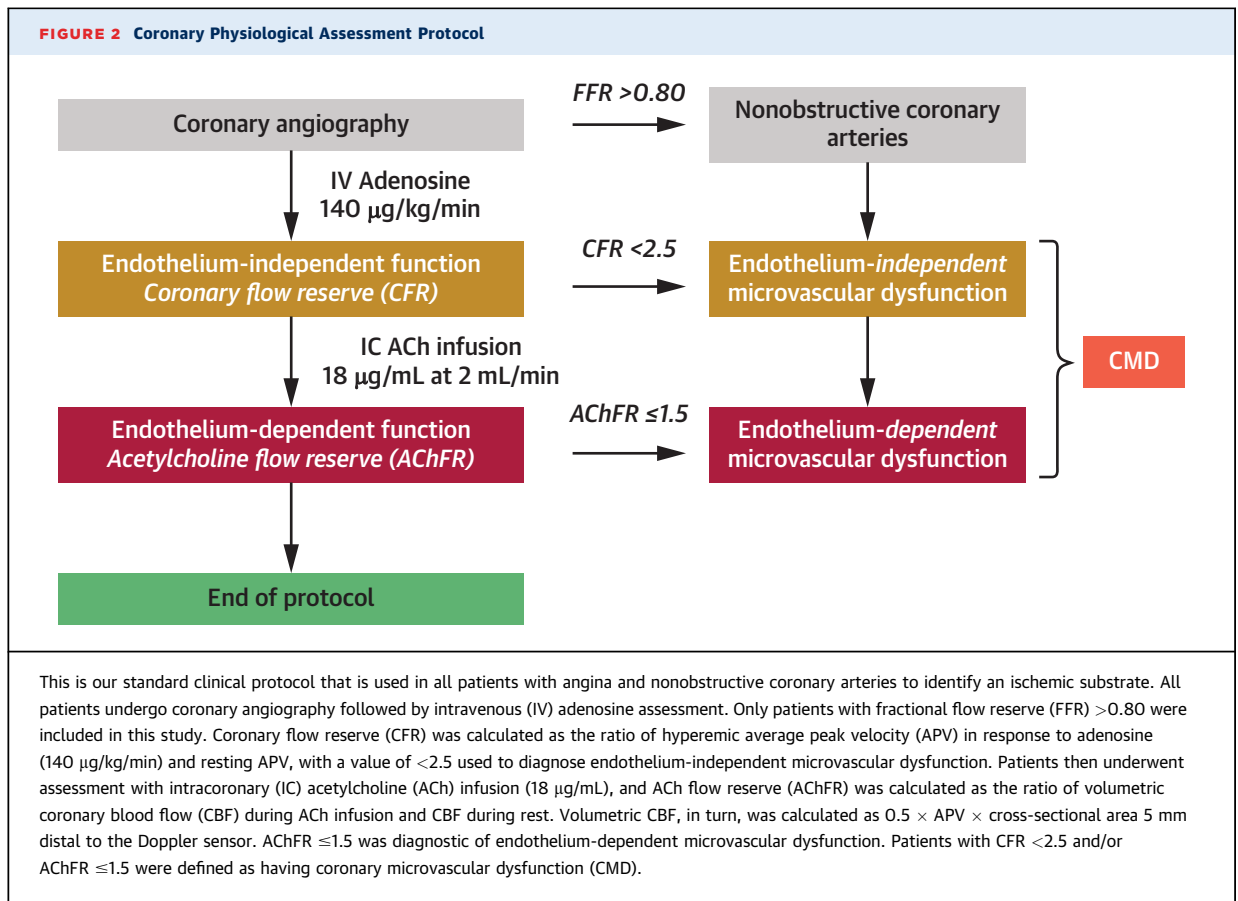 FIGURE 2 Coronary Physiological Assessment Protocol
Coronary angiography
FFR >0.80
Nonobstructive coronary
arteries
IV Adenosine
140 μg/kg/min
Endothelium-independent function
Coronary flow reserve (CFR)
CFR <2.5
Endothelium-independent
microvascular dysfunction
IC ACh infusion
18 μg/mL at 2 mL/min
CMD
Endothelium-dependent function
Acetylcholine flow reserve (AChFR)
AChFR ≤1.5
Endothelium-dependent
microvascular dysfunction
End of protocol
This is our standard clinical protocol that is used in all patients with angina and nonobstructive coronary arteries to identify an ischemic substrate. All
patients undergo coronary angiography followed by intravenous (IV) adenosine assessment. Only patients with fractional flow reserve (FFR) >0.80 were
included in this study. Coronary flow reserve (CFR) was calculated as the ratio of hyperemic average peak velocity (APV) in response to adenosine
(140 μg/kg/min) and resting APV, with a value of <2.5 used to diagnose endothelium-independent microvascular dysfunction. Patients then underwent
assessment with intracoronary (IC) acetylcholine (ACh) infusion (18 μg/mL), and ACh flow reserve (AChFR) was calculated as the ratio of volumetric
coronary blood flow (CBF) during ACh infusion and CBF during rest. Volumetric CBF, in turn, was calculated as 0.5 × APV × cross-sectional area 5 mm
distal to the Doppler sensor. AChFR ≤1.5 was diagnostic of endothelium-dependent microvascular dysfunction. Patients with CFR <2.5 and/or
AChFR ≤1.5 were defined as having coronary microvascular dysfunction (CMD).